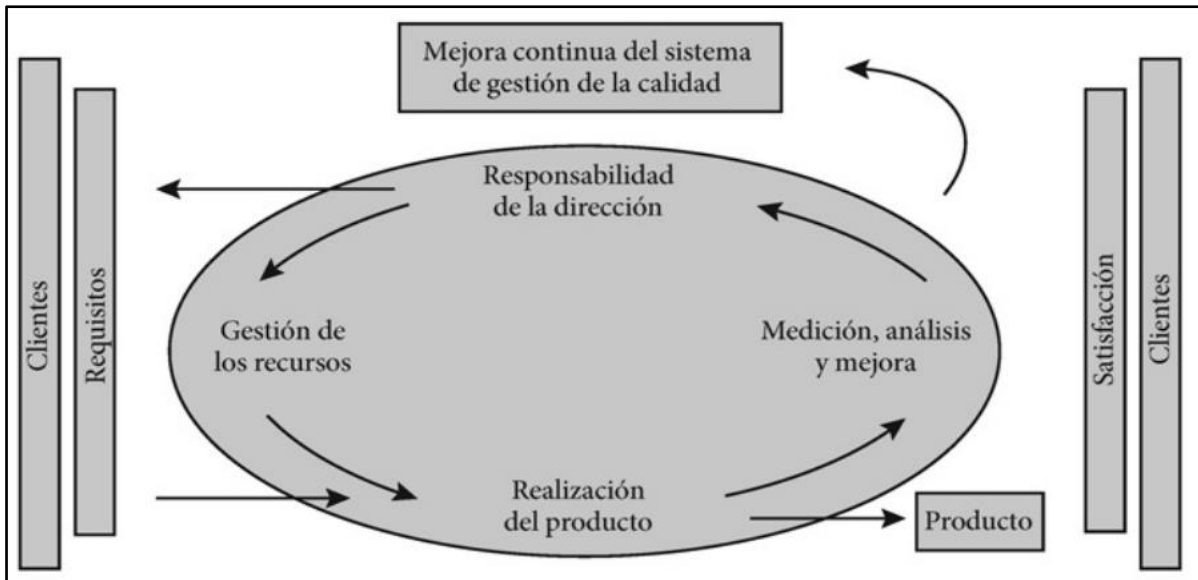 Mejora continua del sistema
de gestión de la calidad
Clientes
Requisitos
Responsabilidad
de la dirección
Gestión de
los recursos
Medición, análisis
y mejora
Realización
del producto
Producto
Satisfacción
Clientes